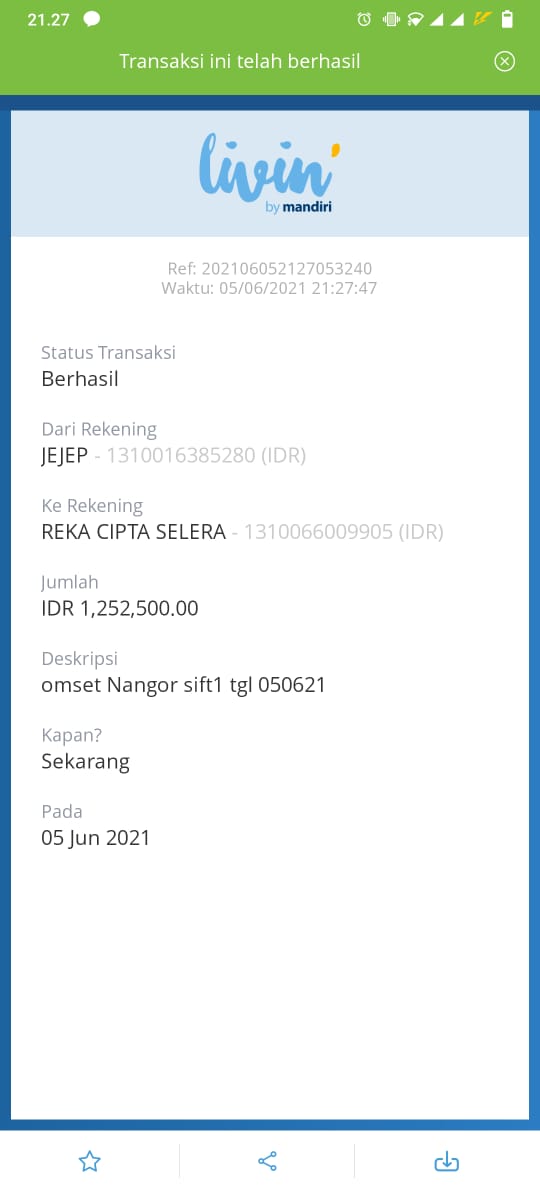 21.27
Transaksi ini telah berhasil
livin'
by mandiri
Ref: 202106052127053240
Waktu: 05/06/2021 21:27:47
Status Transaksi
Berhasil
Dari Rekening
JEJEP - 1310016385280 (IDR)
Ke Rekening
REKA CIPTA SELERA - 1310066009905 (IDR)
Jumlah
IDR 1,252,500.00
Deskripsi
omset Nangor sift1 tgl 050621
Kapan?
Sekarang
Pada
05 Jun 2021